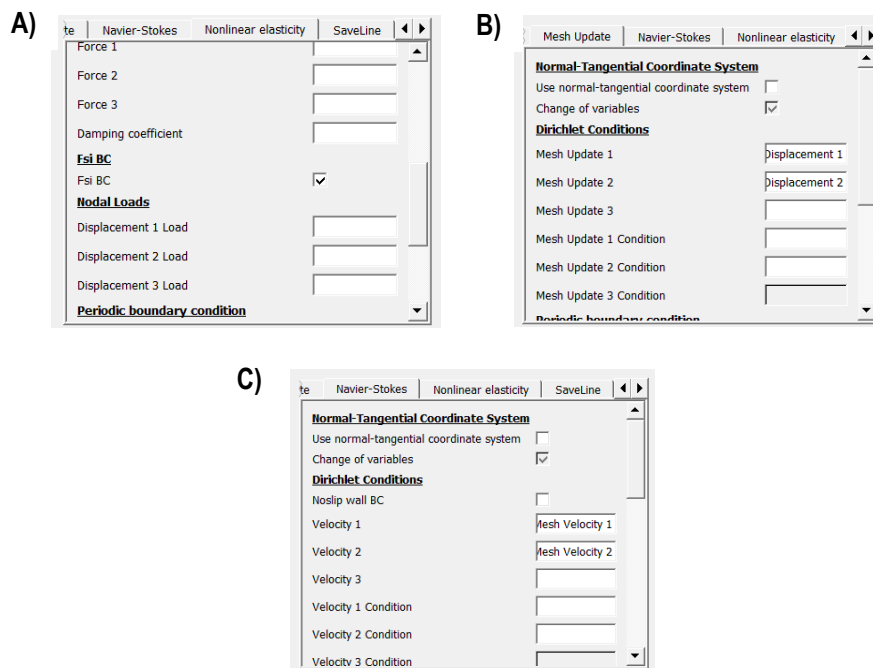 A)
te Navier-Stokes Nonlinear elasticity SaveLine
Force 1
Force 2
Force 3
Damping coefficient
Fsi BC
Fsi BC
Nodal Loads
Displacement 1 Load
Displacement 2 Load
Displacement 3 Load
Periodic boundary condition
B)
Mesh Update Navier-Stokes Nonlinear elasticity
Normal-Tangential Coordinate System
Use normal-tangential coordinate system
Change of variables
Dirichlet Conditions
Mesh Update 1 Displacement 1
Mesh Update 2 Displacement 2
Mesh Update 3
Mesh Update 1 Condition
Mesh Update 2 Condition
Mesh Update 3 Condition
Periodic boundary condition
C)
te Navier-Stokes Nonlinear elasticity SaveLine
Normal-Tangential Coordinate System
Use normal-tangential coordinate system
Change of variables
Dirichlet Conditions
Noslip wall BC
Velocity 1 Mesh Velocity 1
Velocity 2 Mesh Velocity 2
Velocity 3
Velocity 1 Condition
Velocity 2 Condition
Velocity 3 Condition